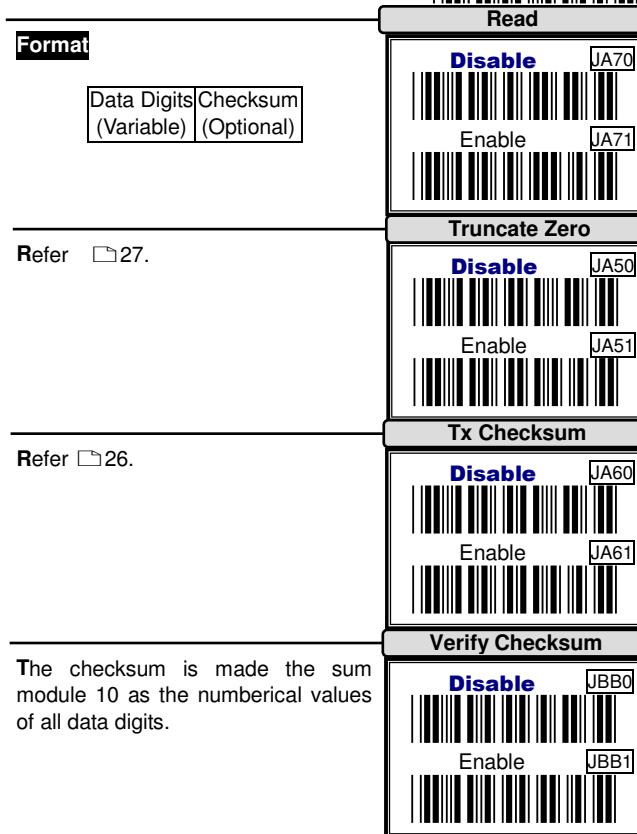 Read
Format
Disable JA70
Data Digits Checksum
(Variable) (Optional)
Enable JA71
Truncate Zero
Refer 27.
Disable JA50
Enable JA51
Tx Checksum
Refer 26.
Disable JA60
Enable JA61
Verify Checksum
The checksum is made the sum
module 10 as the numberical values
of all data digits.
Disable JBB0
Enable JBB1